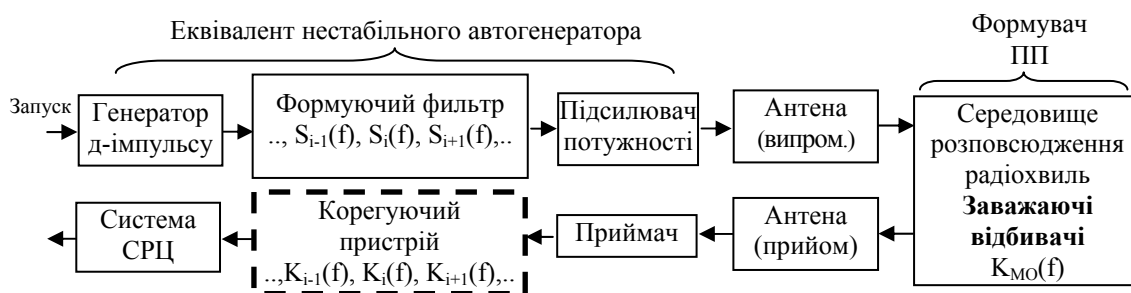 Еквівалент нестабільного автогенератора
Формувач
ПП
Запуск
Генератор
д-імпульсу
Формуючий фильтр
.., Si-1(f), Si(f), Si+1(f),..
Підсилювач
потужності
Антена
(випром.)
Середовище
розповсюдження
радіохвиль
Заважаючі
відбивачі
KMO(f)
Система
СРЦ
Корегуючий
пристрій
..,Ki-1(f), Ki(f), Ki+1(f),..
Приймач
Антена
(прийом)